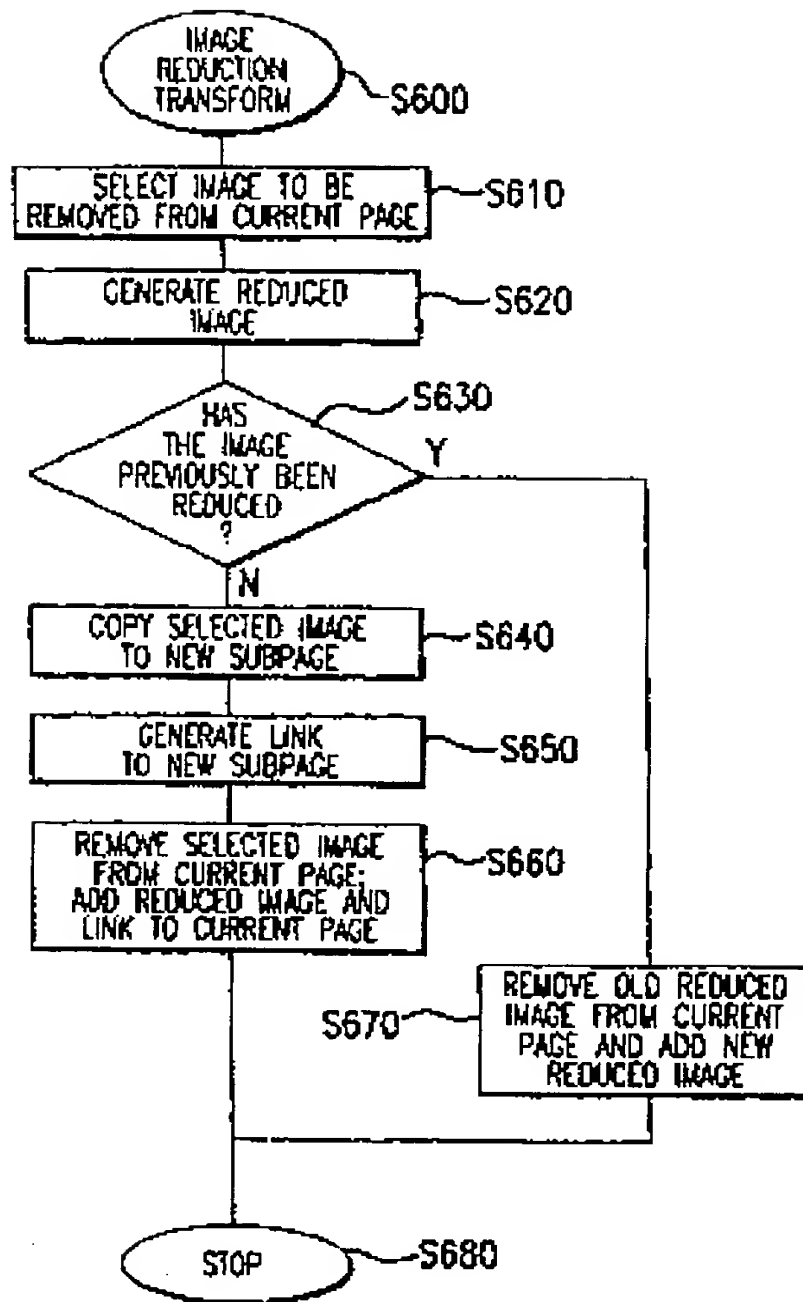 IMAGE
REDUCTION
TRANSFORM
S600
SELECT IMAGE TO BE
REMOVED FROM CURRENT PAGE
S610
GENERATE REDUCED
IMAGE
S620
S630
HAS
THE IMAGE
PREVIOUSLY BEEN
REDUCED
?
Y
N
COPY SELECTED IMAGE
TO NEW SUBPAGE
S640
GENERATE LINK
TO NEW SUBPAGE
S650
REMOVE SELECTED IMAGE
FROM CURRENT PAGE;
ADD REDUCED IMAGE AND
LINK TO CURRENT PAGE
S660
S670
REMOVE OLD REDUCED
IMAGE FROM CURRENT
PAGE AND ADD NEW
REDUCED IMAGE
STOP
S680